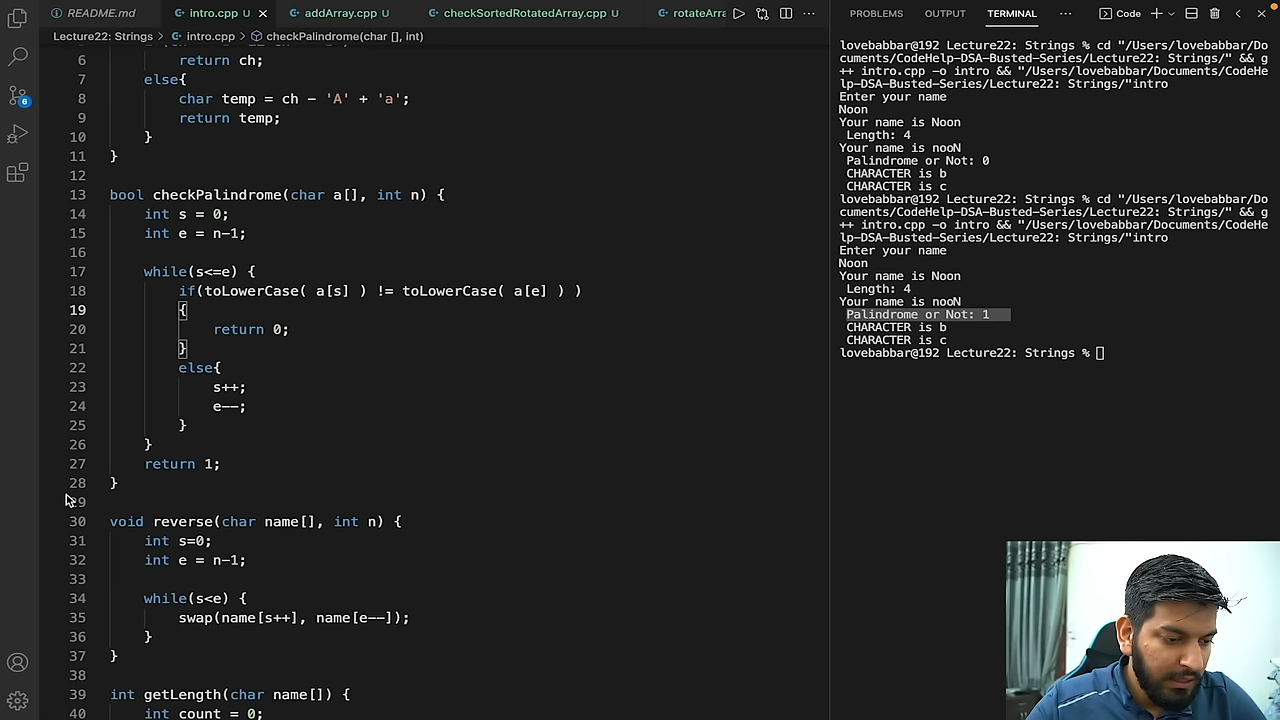 README.md
intro.cpp U
addArray.cpp U
checkSortedRotatedArray.cpp U
rotateArra
Lecture22: Strings > intro.cpp > checkPalindrome(char [], int)
6 return ch;
7 else{
8 char temp = ch - 'A' + 'a';
9 return temp;
10 }
11 }
12
13 bool checkPalindrome(char a[], int n) {
14 int s = 0;
15 int e = n-1;
16
17 while(s<=e) {
18 if(toLowerCase( a[s] ) != toLowerCase( a[e] ) )
19 {
20 return 0;
21 }
22 else{
23 s++;
24 e--;
25 }
26 }
27 return 1;
28 }
29
30 void reverse(char name[], int n) {
31 int s=0;
32 int e = n-1;
33
34 while(s<e) {
35 swap(name[s++], name[e--]);
36 }
37 }
38
39 int getLength(char name[]) {
40 int count = 0;
6
PROBLEMS OUTPUT TERMINAL ··· Code
lovebabbar@192 Lecture22: Strings % cd "/Users/lovebabbar/Do
cuments/CodeHelp-DSA-Busted-Series/Lecture22: Strings/" && g
++ intro.cpp -o intro && "/Users/lovebabbar/Documents/CodeHe
lp-DSA-Busted-Series/Lecture22: Strings/"intro
Enter your name
Noon
Your name is Noon
Length: 4
Your name is nooN
Palindrome or Not: 0
CHARACTER is b
CHARACTER is c
lovebabbar@192 Lecture22: Strings % cd "/Users/lovebabbar/Do
cuments/CodeHelp-DSA-Busted-Series/Lecture22: Strings/" && g
++ intro.cpp -o intro && "/Users/lovebabbar/Documents/CodeHe
lp-DSA-Busted-Series/Lecture22: Strings/"intro
Enter your name
Noon
Your name is Noon
Length: 4
Your name is nooN
Palindrome or Not: 1
CHARACTER is b
CHARACTER is c
lovebabbar@192 Lecture22: Strings %